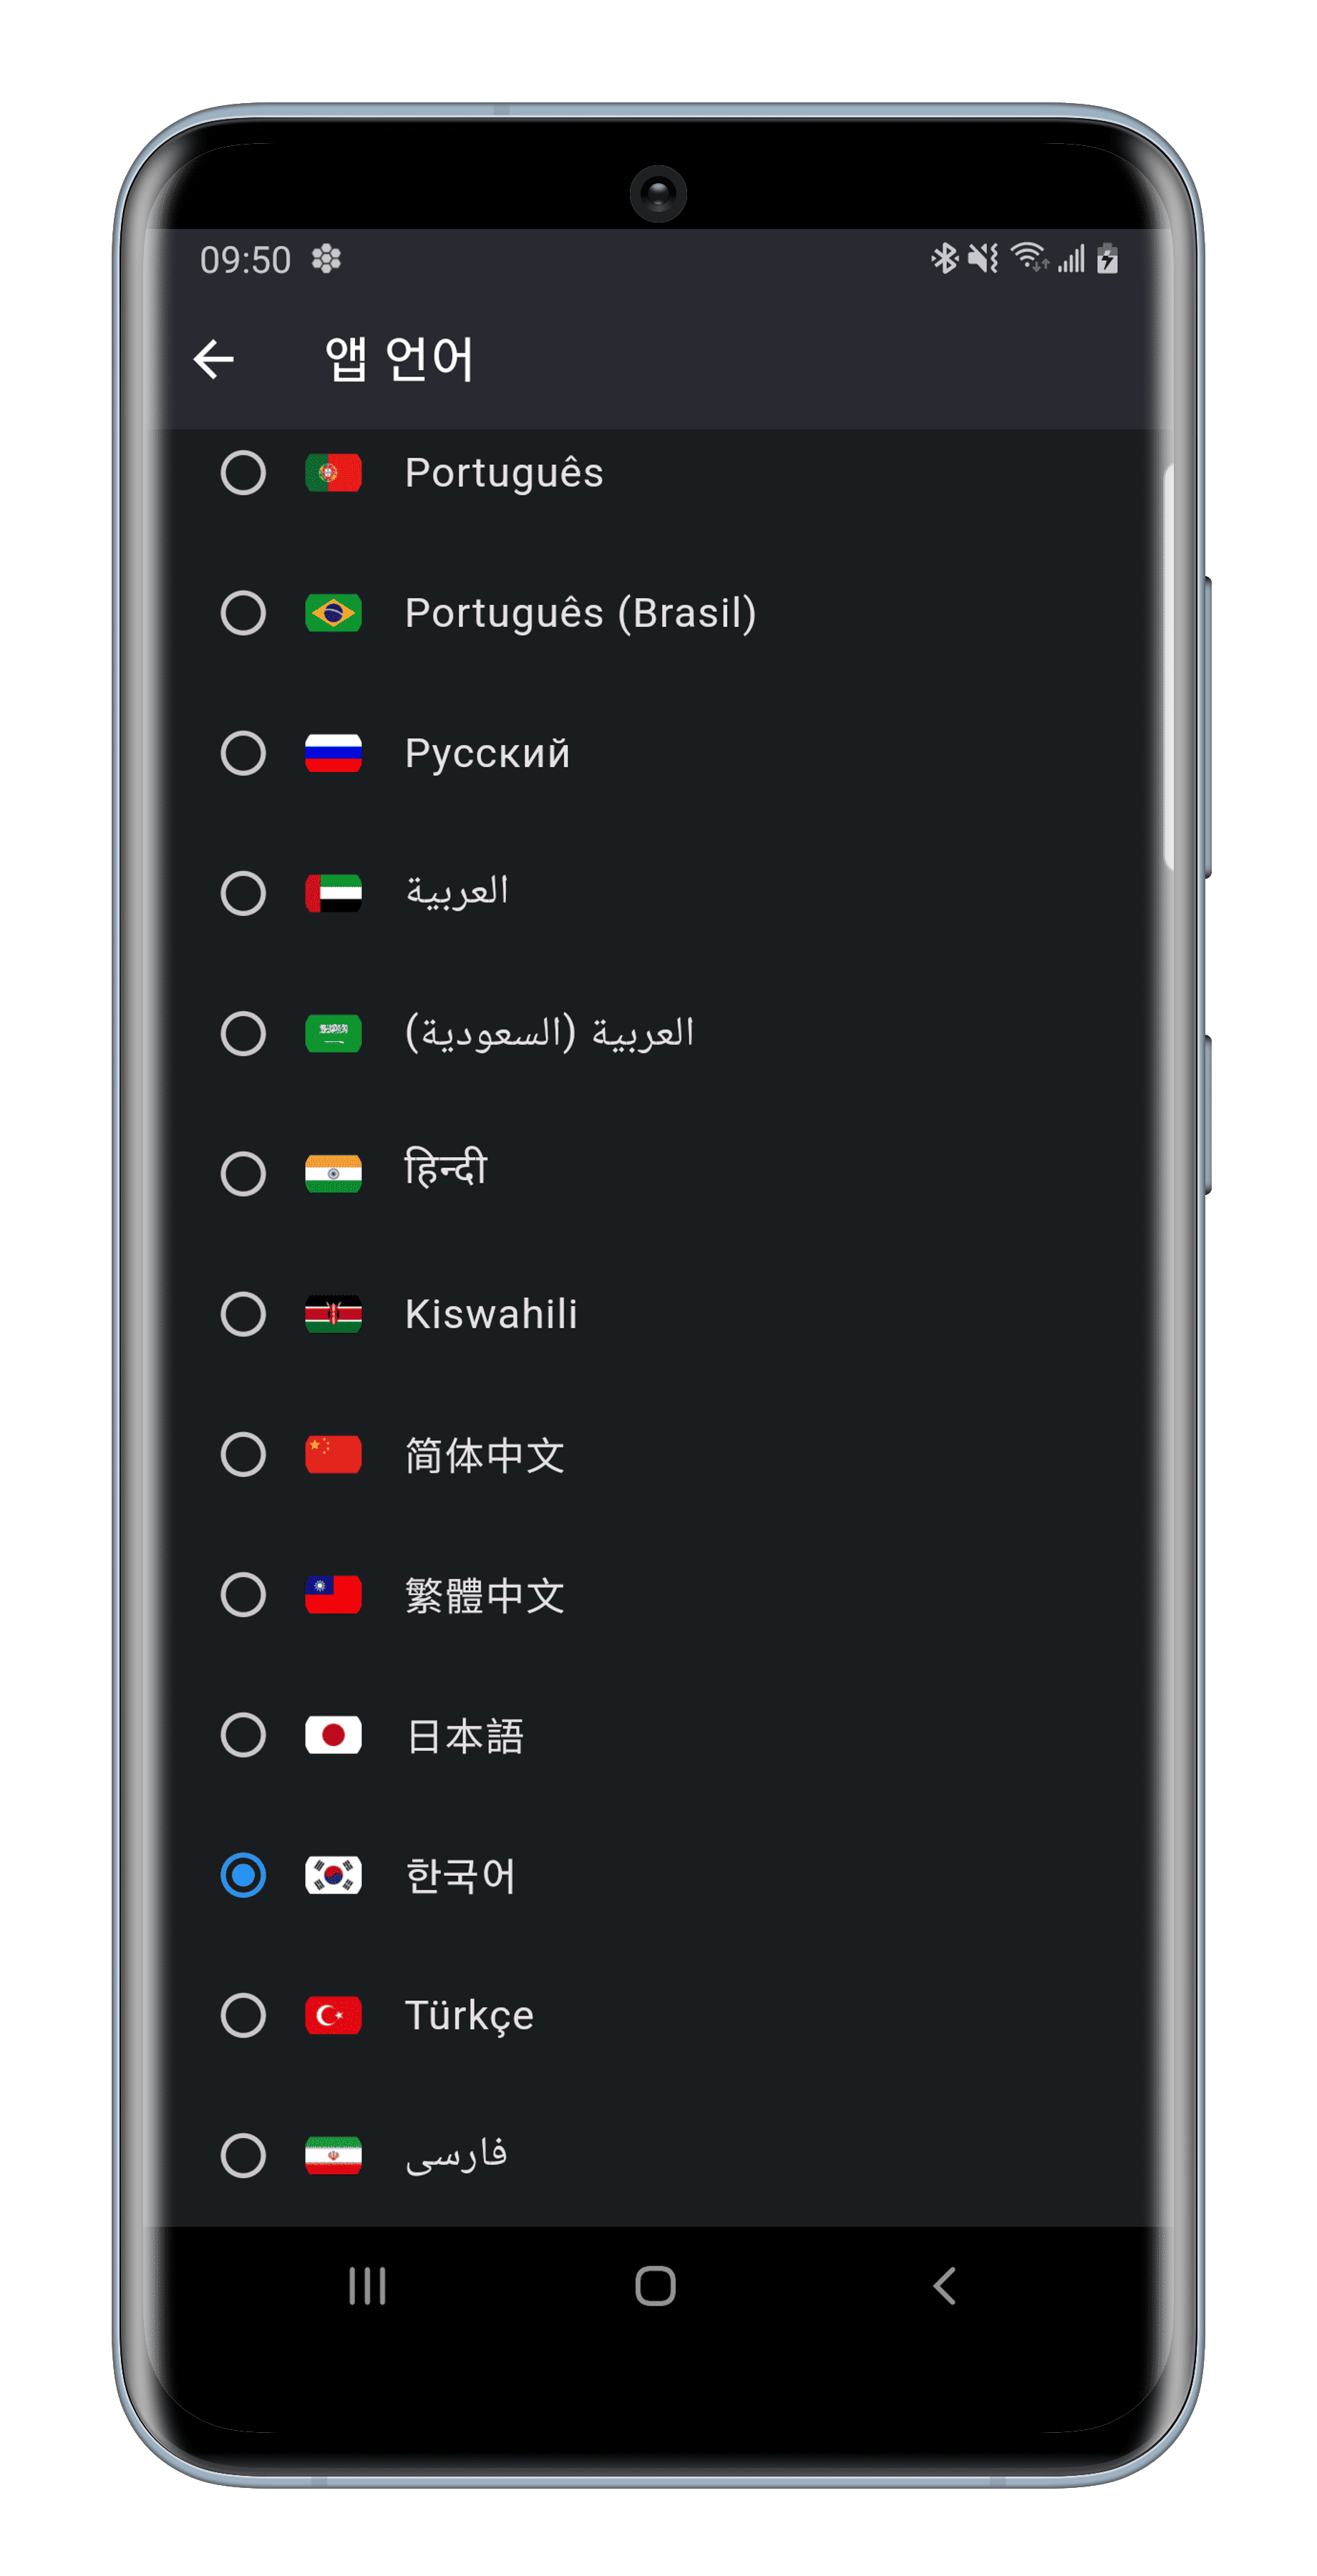 09:50
앱 언어
Português
Português (Brasil)
Русский
العربية
العربية (السعودية)
हिन्दी
Kiswahili
简体中文
繁體中文
日本語
한국어
Türkçe
فارسی